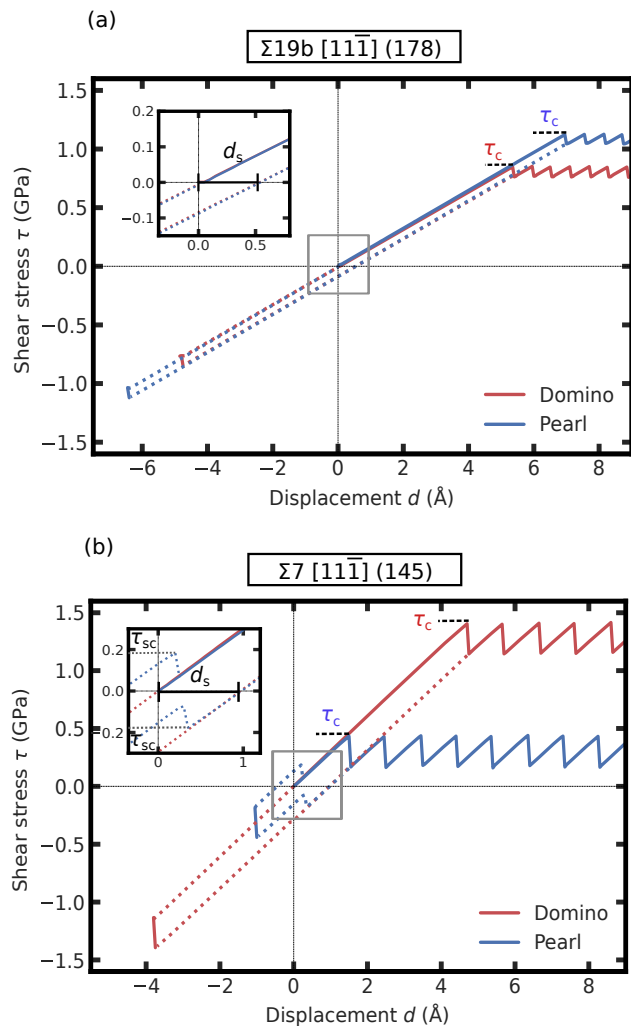 (a)
Σ19b [11̅1̅] (178)
1.5
1.0
0.5
0.0
−0.5
−1.0
−1.5
Shear stress τ (GPa)
0.2
0.1
0.0
−0.1
0.0
0.5
d_s
τ_c
τ_c
Domino
Pearl
−6
−4
−2
0
2
4
6
8
Displacement d (Å)
(b)
Σ7 [11̅1̅] (145)
1.5
1.0
0.5
0.0
−0.5
−1.0
−1.5
Shear stress τ (GPa)
τ_sc
0.2
0.0
−0.2
τ_sc
0
1
d_s
τ_c
τ_c
Domino
Pearl
−4
−2
0
2
4
6
8
Displacement d (Å)